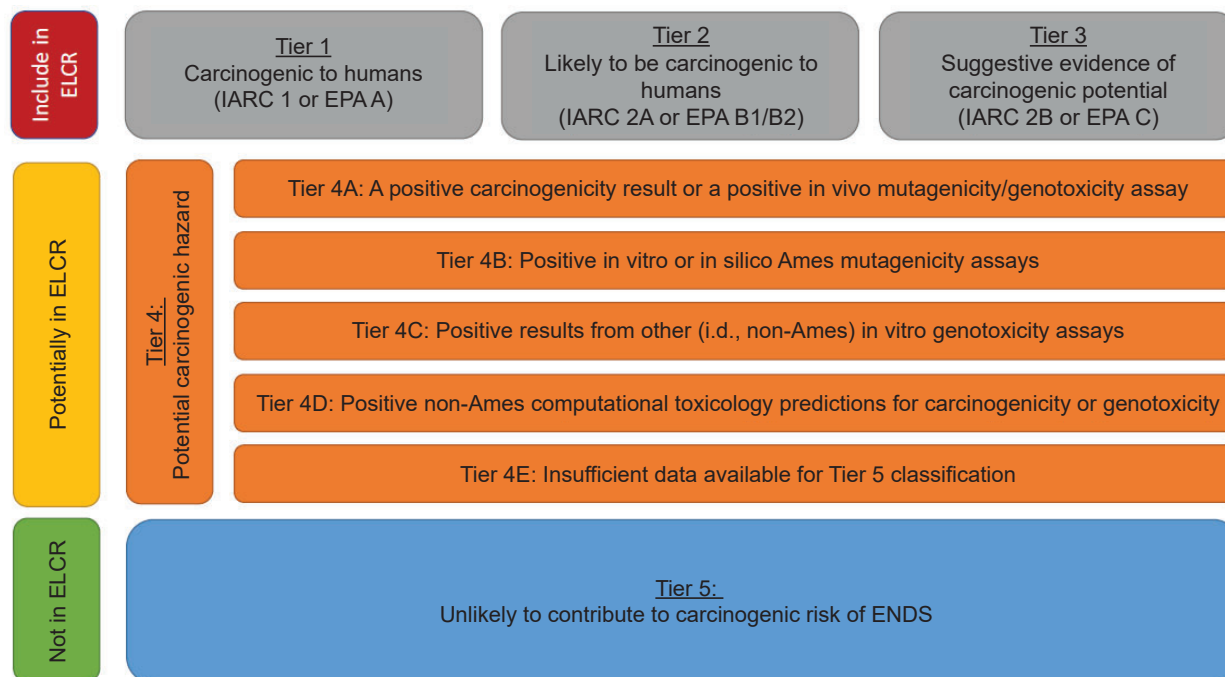 Include in
ELCR
Tier 1
Carcinogenic to humans
(IARC 1 or EPA A)
Tier 2
Likely to be carcinogenic to
humans
(IARC 2A or EPA B1/B2)
Tier 3
Suggestive evidence of
carcinogenic potential
(IARC 2B or EPA C)
Potentially in ELCR
Tier 4:
Potential carcinogenic hazard
Tier 4A: A positive carcinogenicity result or a positive in vivo mutagenicity/genotoxicity assay
Tier 4B: Positive in vitro or in silico Ames mutagenicity assays
Tier 4C: Positive results from other (i.d., non-Ames) in vitro genotoxicity assays
Tier 4D: Positive non-Ames computational toxicology predictions for carcinogenicity or genotoxicity
Tier 4E: Insufficient data available for Tier 5 classification
Not in ELCR
Tier 5:
Unlikely to contribute to carcinogenic risk of ENDS